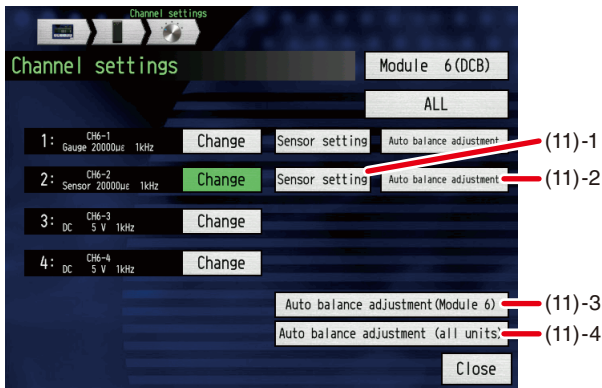 Channel settings
Channel settings
Module 6(DCB)
ALL
1: CH6-1 Gauge 20000με 1kHz Change Sensor setting Auto balance adjustment (11)-1
2: CH6-2 Sensor 20000με 1kHz Change Sensor setting Auto balance adjustment (11)-2
3: CH6-3 DC 5 V 1kHz Change
4: CH6-4 DC 5 V 1kHz Change
Auto balance adjustment(Module 6) (11)-3
Auto balance adjustment (all units) (11)-4
Close